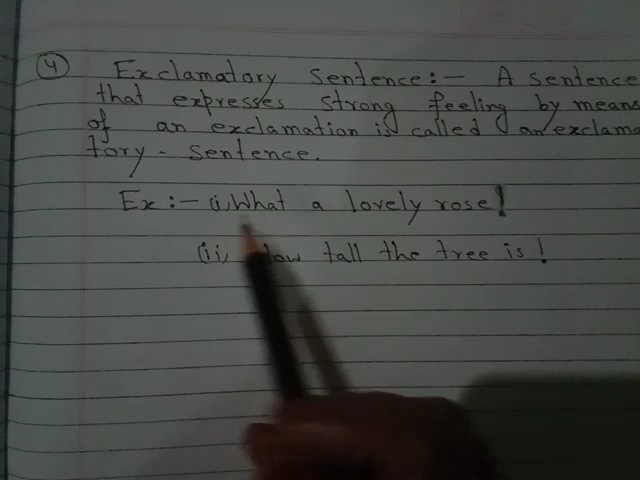 4 Exclamatory Sentence:- A sentence
that expresses strong feeling by means
of an exclamation is called an exclama
tory - sentence.
Ex:- (i, What a lovely rose!
(ii, How tall the tree is!